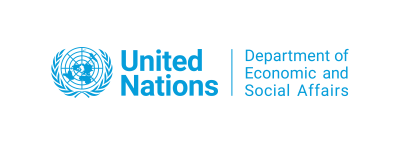 United
Nations
Department of
Economic and
Social Affairs